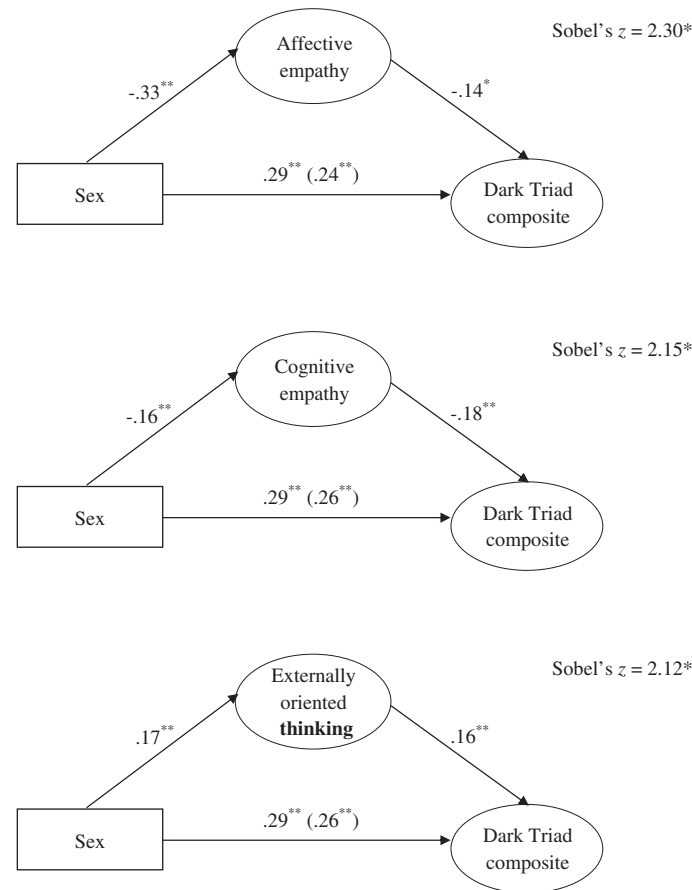 Sobel's z = 2.30*
Affective
empathy
-.33**
-.14*
.29** (.24**)
Sex
Dark Triad
composite
Sobel's z = 2.15*
Cognitive
empathy
-.16**
-.18**
.29** (.26**)
Sex
Dark Triad
composite
Sobel's z = 2.12*
Externally
oriented
thinking
.17**
.16**
.29** (.26**)
Sex
Dark Triad
composite